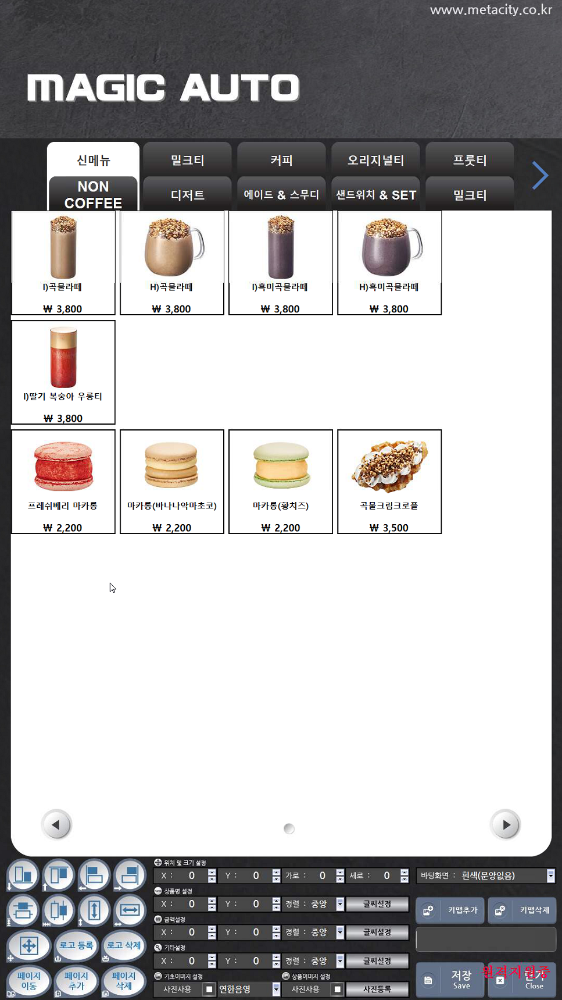 www.metacity.co.kr
MAGIC AUTO
신메뉴
밀크티
커피
오리지널티
프룻티
NON
COFFEE
디저트
에이드 & 스무디
샌드위치 & SET
밀크티
I)곡물라떼
H)곡물라떼
I)흑미곡물라떼
H)흑미곡물라떼
₩ 3,800
₩ 3,800
₩ 3,800
₩ 3,800
I)딸기 복숭아 우롱티
₩ 3,800
프레쉬베리 마카롱
마카롱(바나나악마초코)
마카롱(황치즈)
곡물크림크로플
₩ 2,200
₩ 2,200
₩ 2,200
₩ 3,500
위치 및 크기 설정
X : 0 Y : 0 가로 : 0 세로 : 0
바탕화면 : 흰색(문양없음)
상품명 설정
X : 0 Y : 0 정렬 : 중앙 글씨설정
키맵추가
키맵삭제
금액설정
X : 0 Y : 0 정렬 : 중앙 글씨설정
로고 등록
로고 삭제
기타설정
X : 0 Y : 0 정렬 : 중앙 글씨설정
페이지
이동
페이지
추가
페이지
삭제
기초이미지 설정
상품이미지 설정
사진사용 연한음영 사진사용 사진등록
저장
Save
원격지원중
닫기
Close